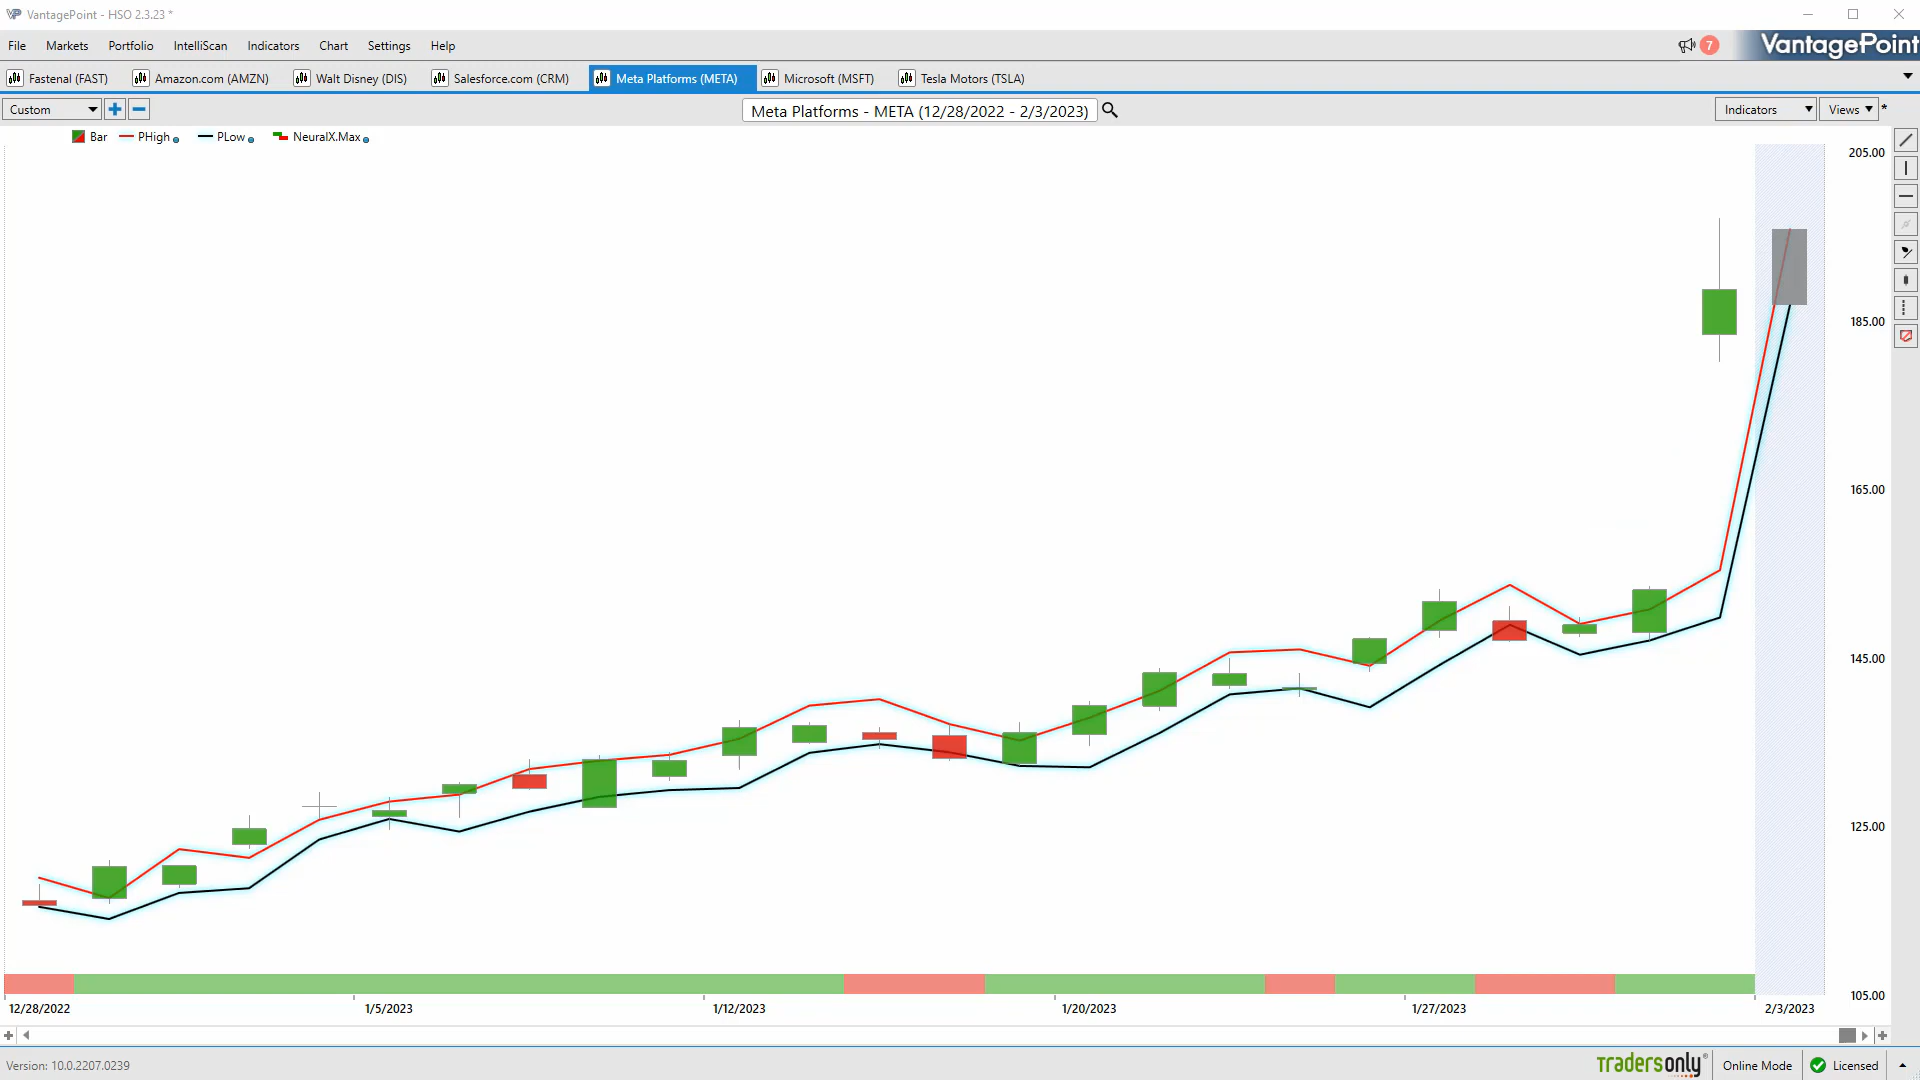 VantagePoint - HSO 2.3.23 *
File Markets Portfolio IntelliScan Indicators Chart Settings Help 7 VantagePoint
Fastenal (FAST) Amazon.com (AMZN) Walt Disney (DIS) Salesforce.com (CRM) Meta Platforms (META) Microsoft (MSFT) Tesla Motors (TSLA)
Custom Meta Platforms - META (12/28/2022 - 2/3/2023) Indicators Views *
Bar PHigh PLow NeuralX.Max
205.00
185.00
165.00
145.00
125.00
105.00
12/28/2022 1/5/2023 1/12/2023 1/20/2023 1/27/2023 2/3/2023
Version: 10.0.2207.0239 tradersonly® Online Mode Licensed